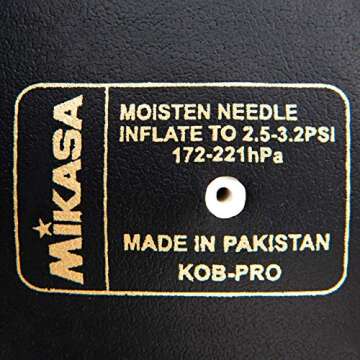 MIKASA
MOISTEN NEEDLE
INFLATE TO 2.5-3.2PSI
172-221hPa
MADE IN PAKISTAN
KOB-PRO